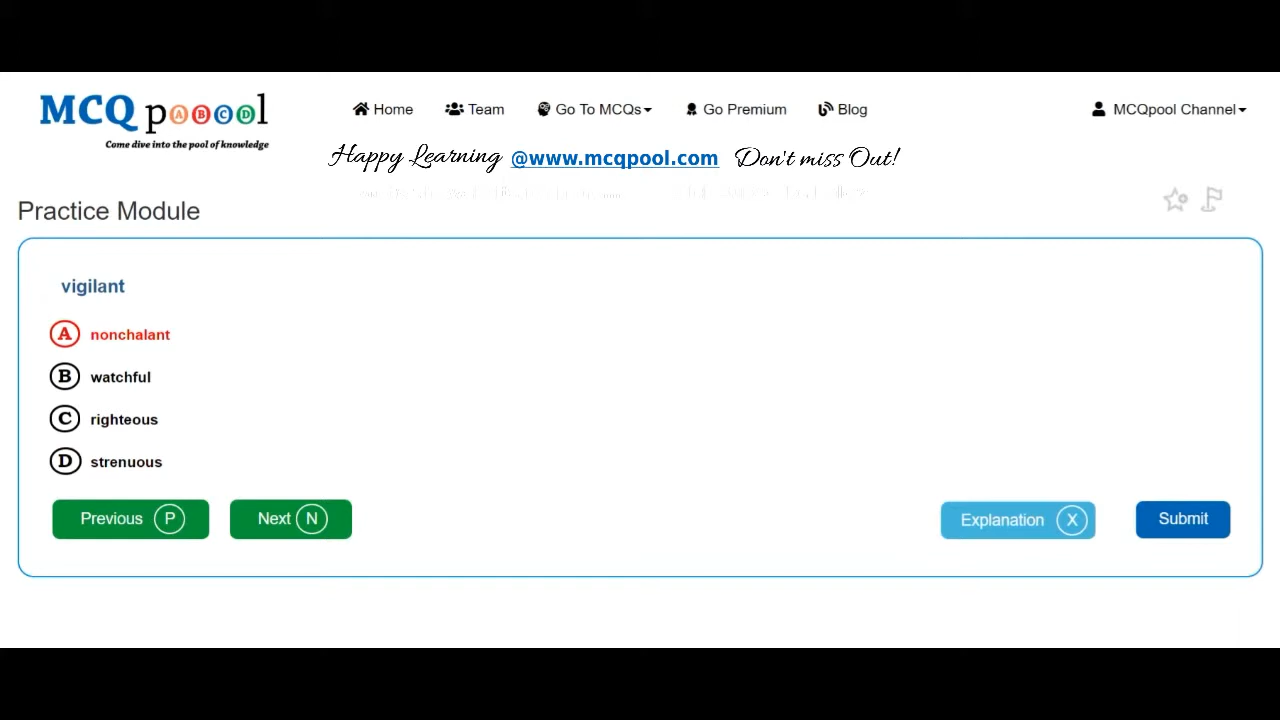 MCQ pABCDl
Come dive into the pool of knowledge
Home Team Go To MCQs Go Premium Blog MCQpool Channel
Happy Learning @www.mcqpool.com Don't miss Out!
Practice Module
vigilant
A nonchalant
B watchful
C righteous
D strenuous
Previous P Next N Explanation X Submit